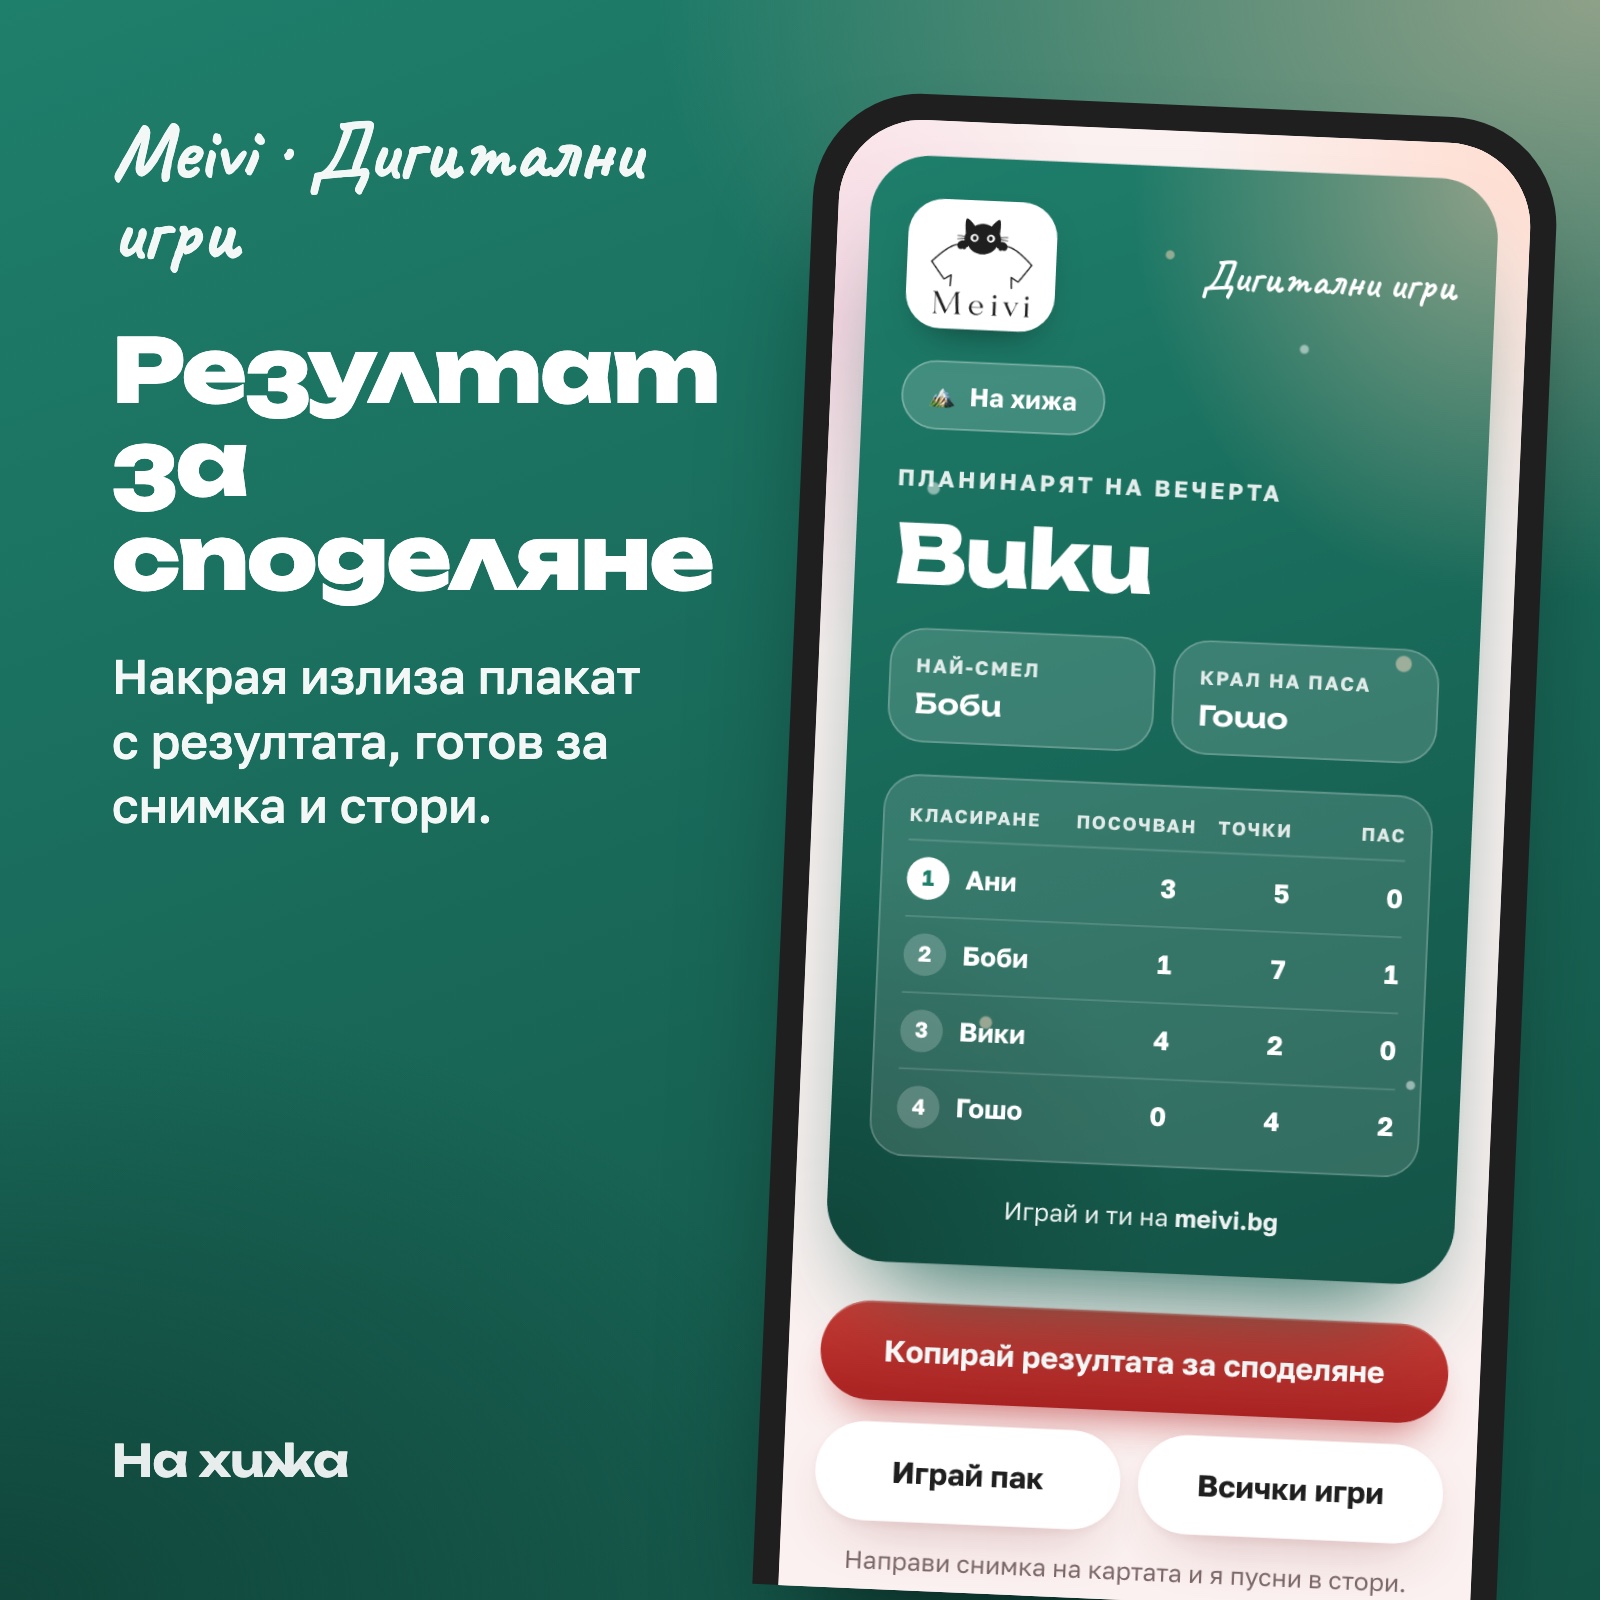 Meivi · Дигитални
игри
Резултат
за
споделяне
Накрая излиза плакат
с резултата, готов за
снимка и стори.
На хижа
Meivi
Дигитални игри
На хижа
ПЛАНИНАРЯТ НА ВЕЧЕРТА
Вики
НАЙ-СМЕЛ
Боби
КРАЛ НА ПАСА
Гошо
КЛАСИРАНЕ ПОСОЧВАН ТОЧКИ ПАС
1 Ани 3 5 0
2 Боби 1 7 1
3 Вики 4 2 0
4 Гошо 0 4 2
Играй и ти на meivi.bg
Копирай резултата за споделяне
Играй пак
Всички игри
Направи снимка на картата и я пусни в стори.